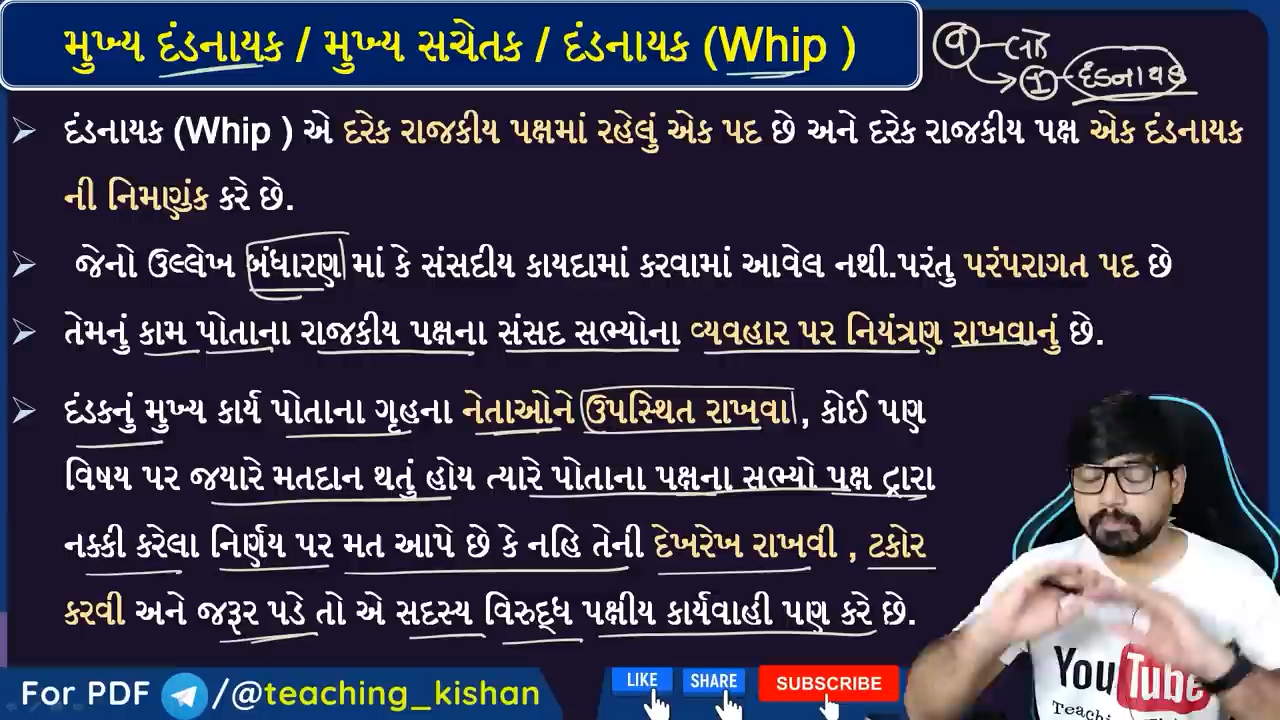 મુખ્ય દંડનાયક / મુખ્ય સચેતક / દંડનાયક (Whip )
લોક
દંડનાયક
દંડનાયક (Whip ) એ દરેક રાજકીય પક્ષમાં રહેલું એક પદ છે અને દરેક રાજકીય પક્ષ એક દંડનાયક
ની નિમણુંક કરે છે.
જેનો ઉલ્લેખ બંધારણ માં કે સંસદીય કાયદામાં કરવામાં આવેલ નથી.પરંતુ પરંપરાગત પદ છે
તેમનું કામ પોતાના રાજકીય પક્ષના સંસદ સભ્યોના વ્યવહાર પર નિયંત્રણ રાખવાનું છે.
દંડકનું મુખ્ય કાર્ય પોતાના ગૃહના નેતાઓને ઉપસ્થિત રાખવા , કોઈ પણ
વિષય પર જયારે મતદાન થતું હોય ત્યારે પોતાના પક્ષના સભ્યો પક્ષ દ્વારા
નક્કી કરેલા નિર્ણય પર મત આપે છે કે નહિ તેની દેખરેખ રાખવી , ટકોર
કરવી અને જરૂર પડે તો એ સદસ્ય વિરુદ્ધ પક્ષીય કાર્યવાહી પણ કરે છે.
You Tube
For PDF /@teaching_kishan
LIKE SHARE SUBSCRIBE